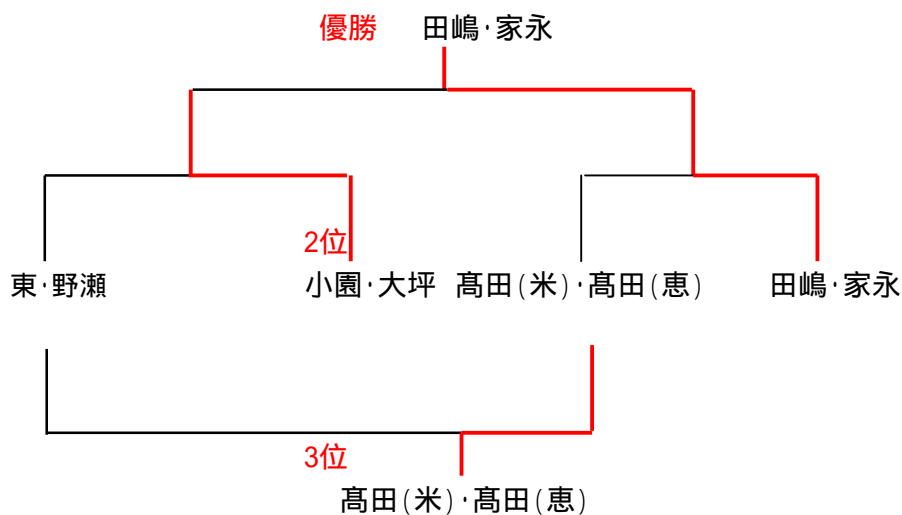 優勝 田嶋·家永
2位
東·野瀬 小園·大坪 髙田(米)·髙田(恵) 田嶋·家永
3位
髙田(米)·髙田(恵)